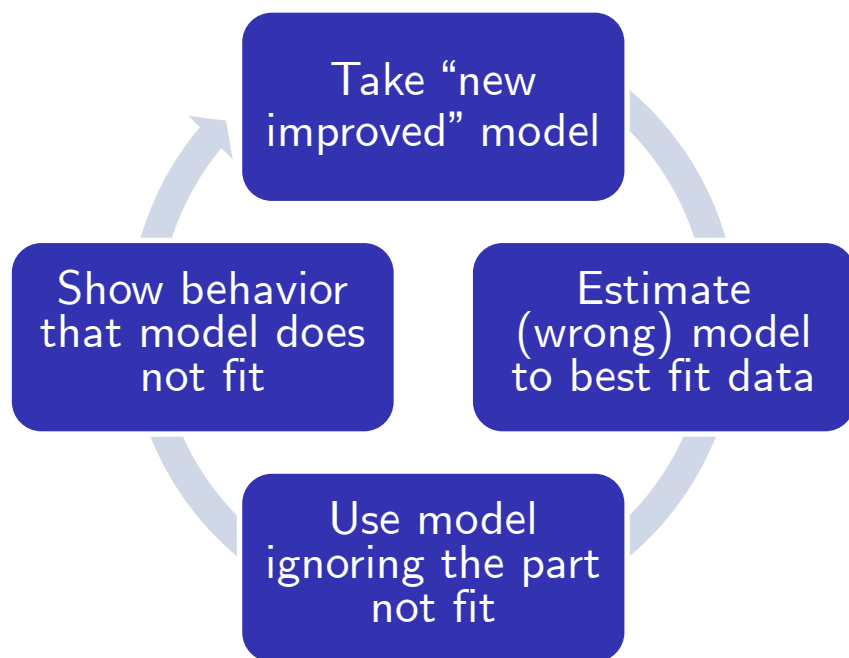 Take “new
improved” model
Estimate
(wrong) model
to best fit data
Use model
ignoring the part
not fit
Show behavior
that model does
not fit